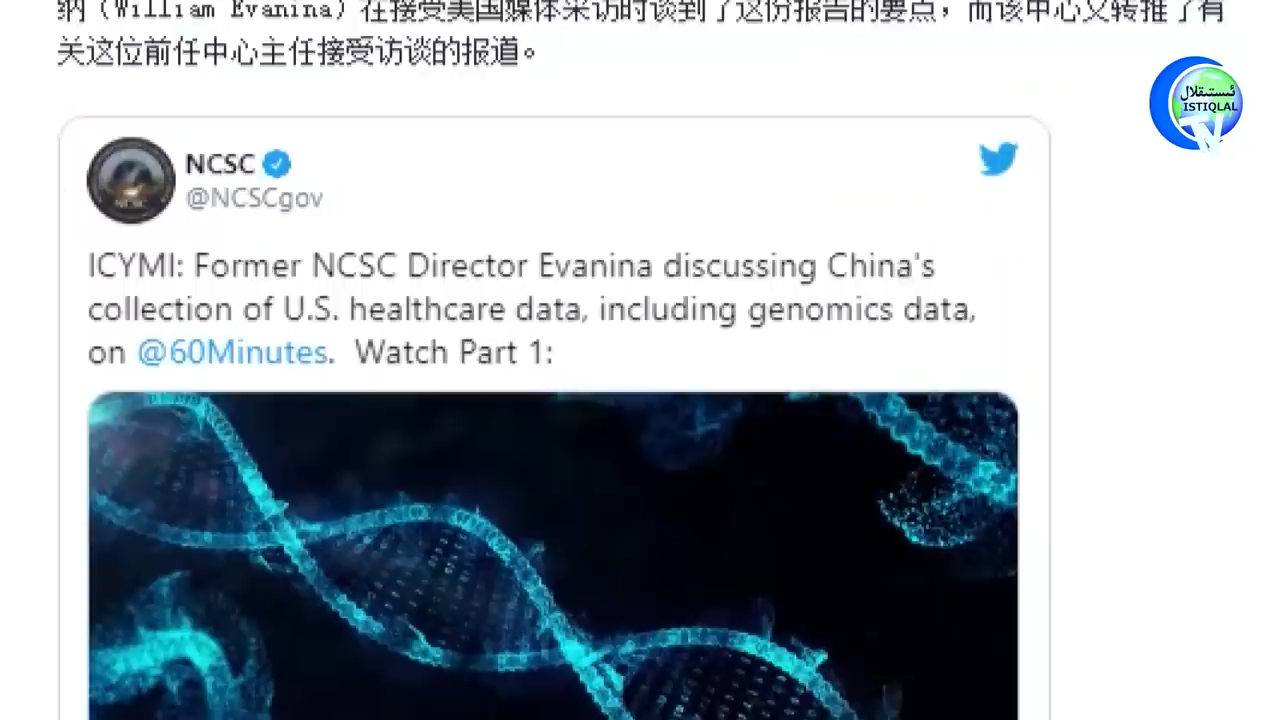 纳（William Evanina）在接受美国媒体采访时谈到了这份报告的要点，而该中心又转推了有
关这位前任中心主任接受访谈的报道。
ئىستىقلال
ISTIQLAL
TV
NCSC
@NCSCgov
ICYMI: Former NCSC Director Evanina discussing China's
collection of U.S. healthcare data, including genomics data,
on @60Minutes. Watch Part 1: